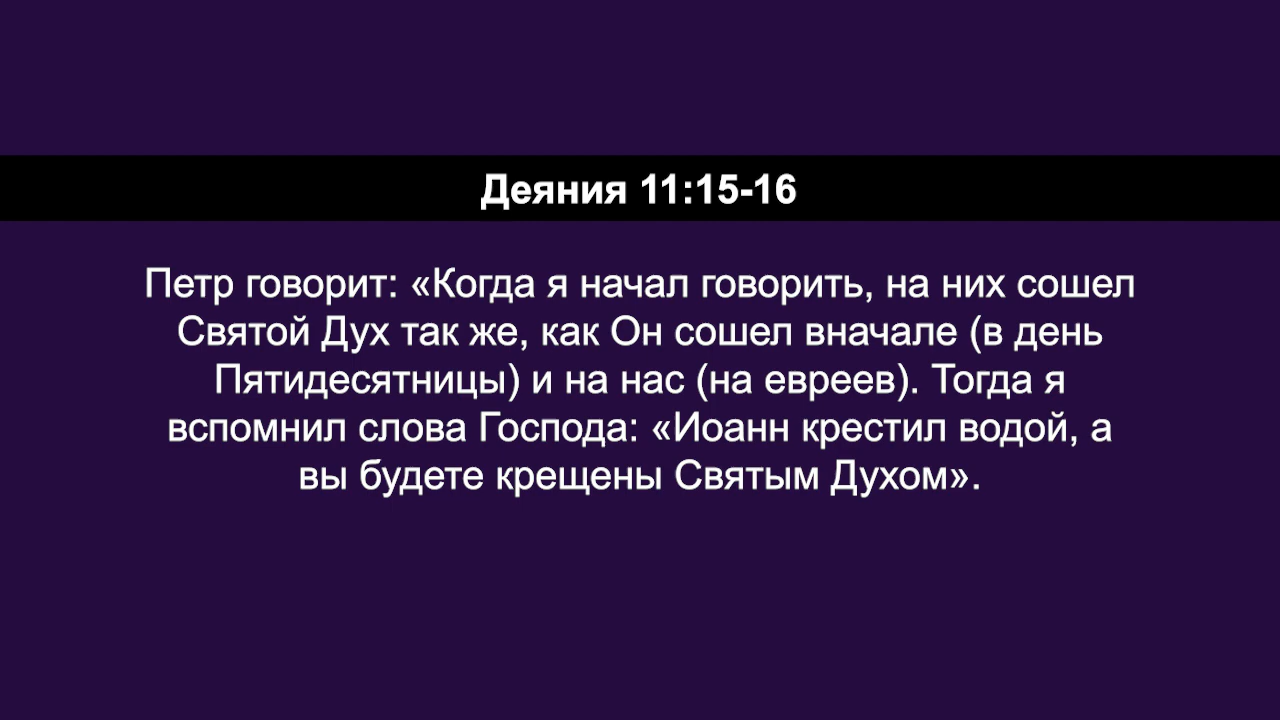 Деяния 11:15-16
Петр говорит: «Когда я начал говорить, на них сошел
Святой Дух так же, как Он сошел вначале (в день
Пятидесятницы) и на нас (на евреев). Тогда я
вспомнил слова Господа: «Иоанн крестил водой, а
вы будете крещены Святым Духом».